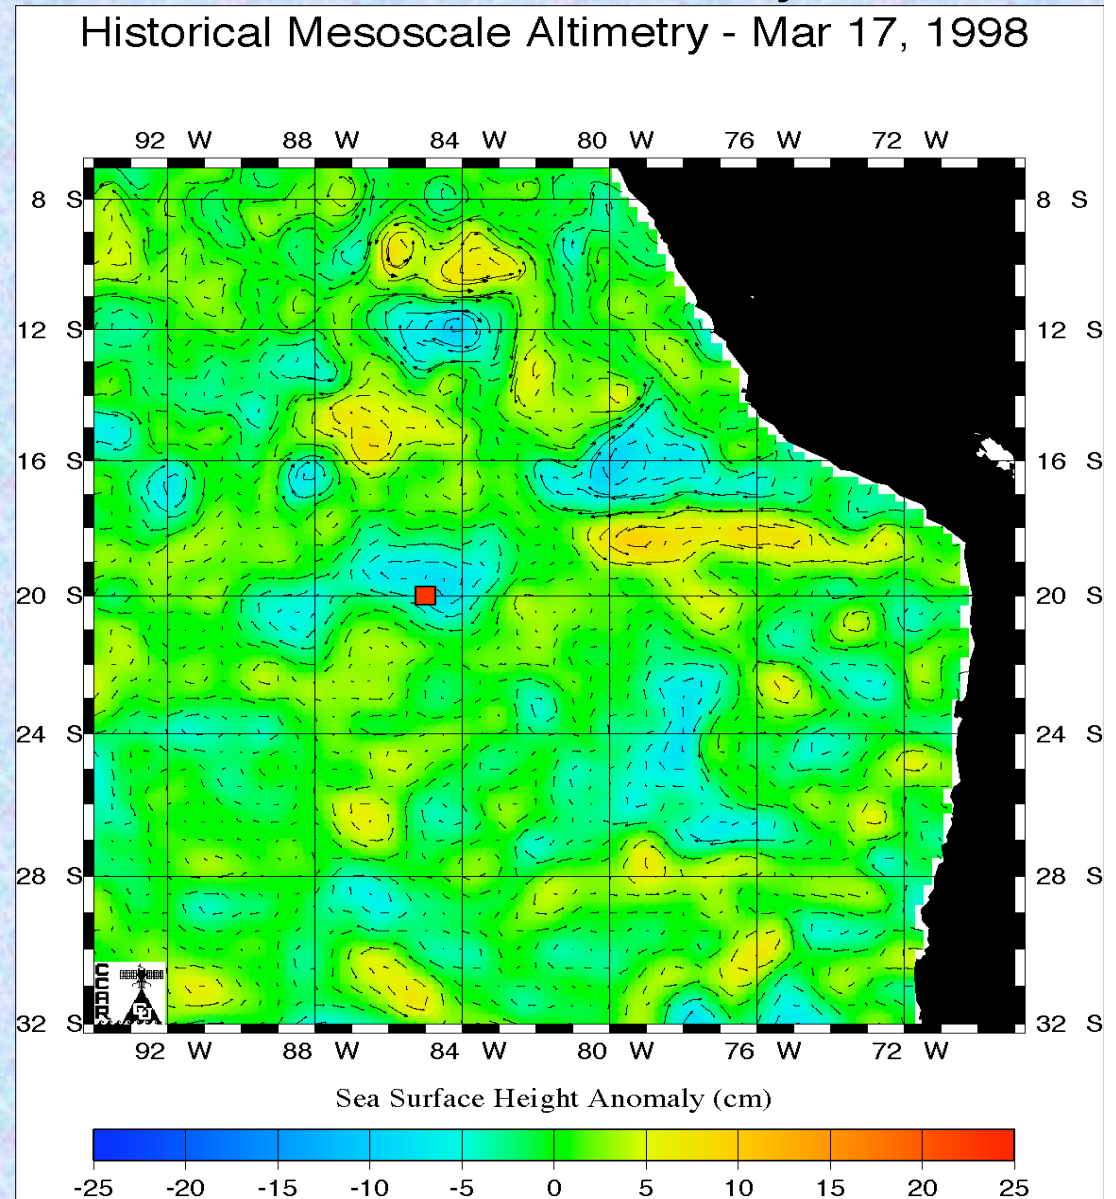 Historical Mesoscale Altimetry - Mar 17, 1998
92 W 88 W 84 W 80 W 76 W 72 W
8 S 8 S
12 S 12 S
16 S 16 S
20 S 20 S
24 S 24 S
28 S 28 S
CCAR
32 S 32 S
92 W 88 W 84 W 80 W 76 W 72 W
Sea Surface Height Anomaly (cm)
-25 -20 -15 -10 -5 0 5 10 15 20 25